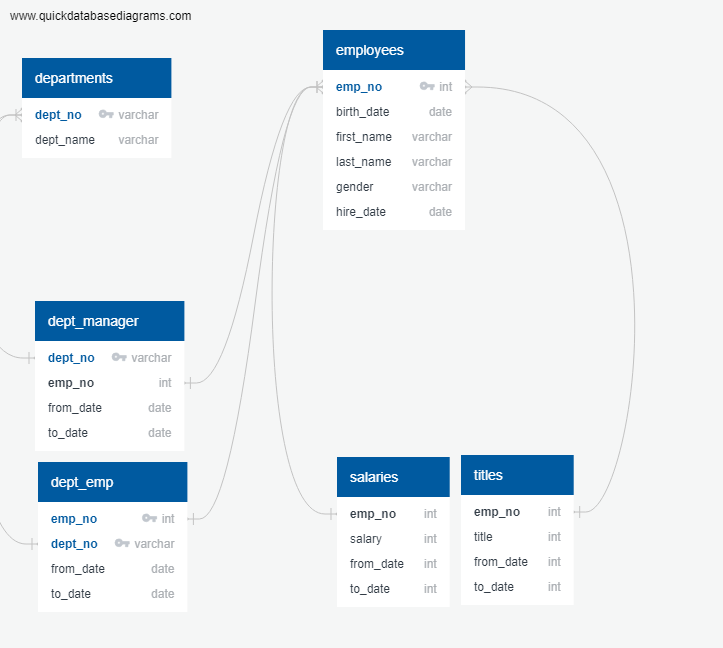 www.quickdatabasediagrams.com
departments
dept_no varchar
dept_name varchar
employees
emp_no int
birth_date date
first_name varchar
last_name varchar
gender varchar
hire_date date
dept_manager
dept_no varchar
emp_no int
from_date date
to_date date
dept_emp
emp_no int
dept_no varchar
from_date date
to_date date
salaries
emp_no int
salary int
from_date int
to_date int
titles
emp_no int
title int
from_date int
to_date int